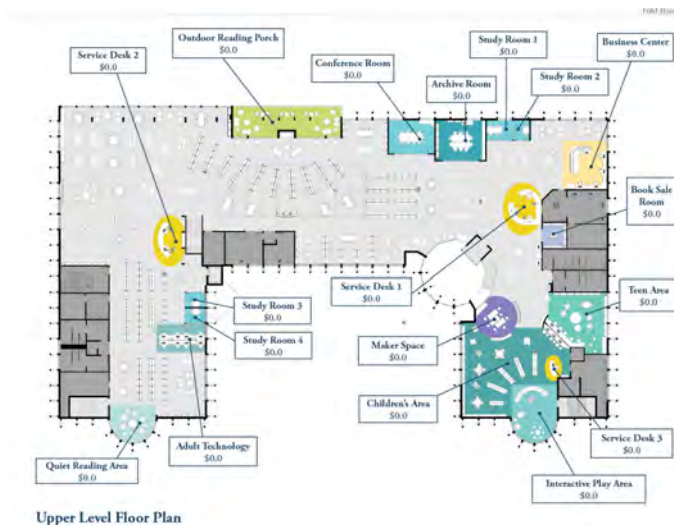 Study Room 1
$0.0
Outdoor Reading Porch
$0.0
Business Center
$0.0
Service Desk 2
$0.0
Conference Room
$0.0
Archive Room
$0.0
Study Room 2
$0.0
Book Sale
Room
$0.0
Service Desk 1
$0.0
Teen Area
$0.0
Study Room 3
$0.0
Study Room 4
$0.0
Maker Space
$0.0
Children's Area
$0.0
Adult Technology
$0.0
Service Desk 3
$0.0
Quiet Reading Area
$0.0
Interactive Play Area
$0.0
Upper Level Floor Plan